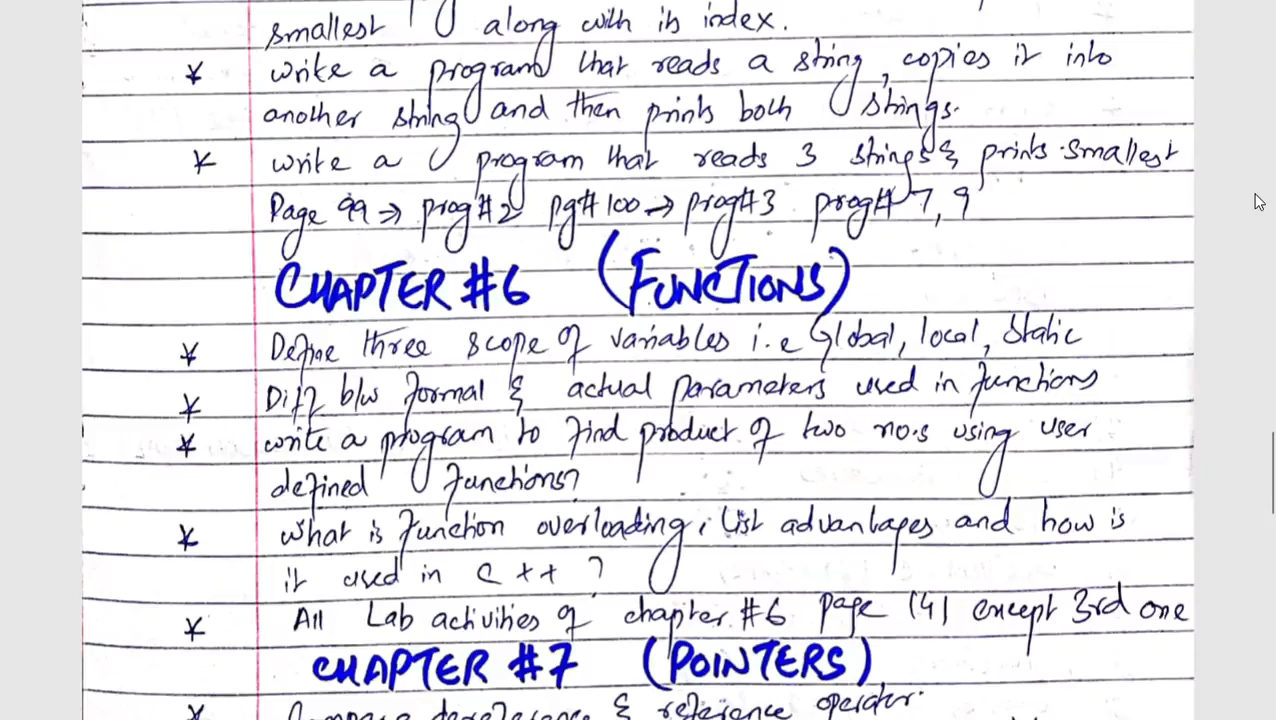 smallest along with its index.
* write a program that reads a string, copies it into
another string and then prints both strings.
* write a program that reads 3 strings & prints smallest
Page 99 → prog#2 pg#100 → prog#3 prog# 7, 9
CHAPTER #6 (FUNCTIONS)
* Define three scope of variables i.e Global, local, Static
* Diff b/w formal & actual parameters used in functions
* write a program to find product of two no.s using user
defined functions?
* What is function overloading, list advantages and how is
it used in C++ ?
* All Lab activities of chapter #6 page 141 except 3rd one
CHAPTER #7 (POINTERS)
* & reference operator.